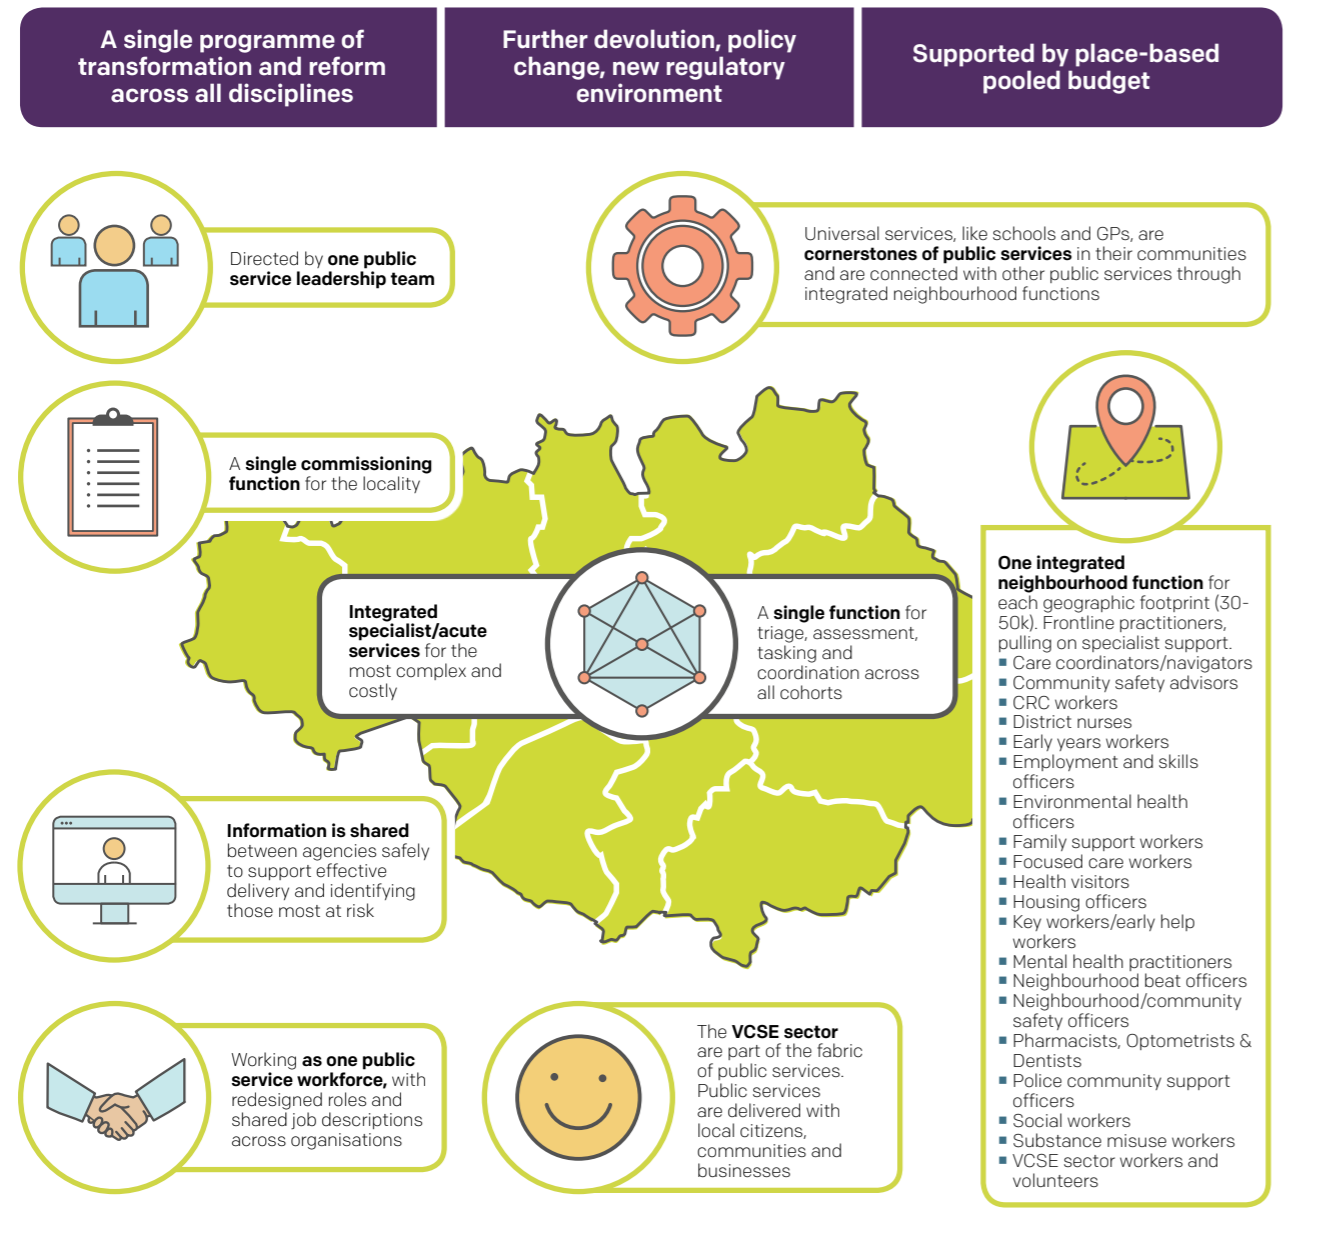 A single programme of
transformation and reform
across all disciplines
Further devolution, policy
change, new regulatory
environment
Supported by place-based
pooled budget
Directed by one public
service leadership team
Universal services, like schools and GPs, are
cornerstones of public services in their communities
and are connected with other public services through
integrated neighbourhood functions
A single commissioning
function for the locality
Integrated
specialist/acute
services for the
most complex and
costly
A single function for
triage, assessment,
tasking and
coordination across
all cohorts
One integrated
neighbourhood function for
each geographic footprint (30-
50k). Frontline practitioners,
pulling on specialist support.
▪ Care coordinators/navigators
▪ Community safety advisors
▪ CRC workers
▪ District nurses
▪ Early years workers
▪ Employment and skills
officers
▪ Environmental health
officers
▪ Family support workers
▪ Focused care workers
▪ Health visitors
▪ Housing officers
▪ Key workers/early help
workers
▪ Mental health practitioners
▪ Neighbourhood beat officers
▪ Neighbourhood/community
safety officers
▪ Pharmacists, Optometrists &
Dentists
▪ Police community support
officers
▪ Social workers
▪ Substance misuse workers
▪ VCSE sector workers and
volunteers
Information is shared
between agencies safely
to support effective
delivery and identifying
those most at risk
Working as one public
service workforce, with
redesigned roles and
shared job descriptions
across organisations
The VCSE sector
are part of the fabric
of public services.
Public services
are delivered with
local citizens,
communities and
businesses